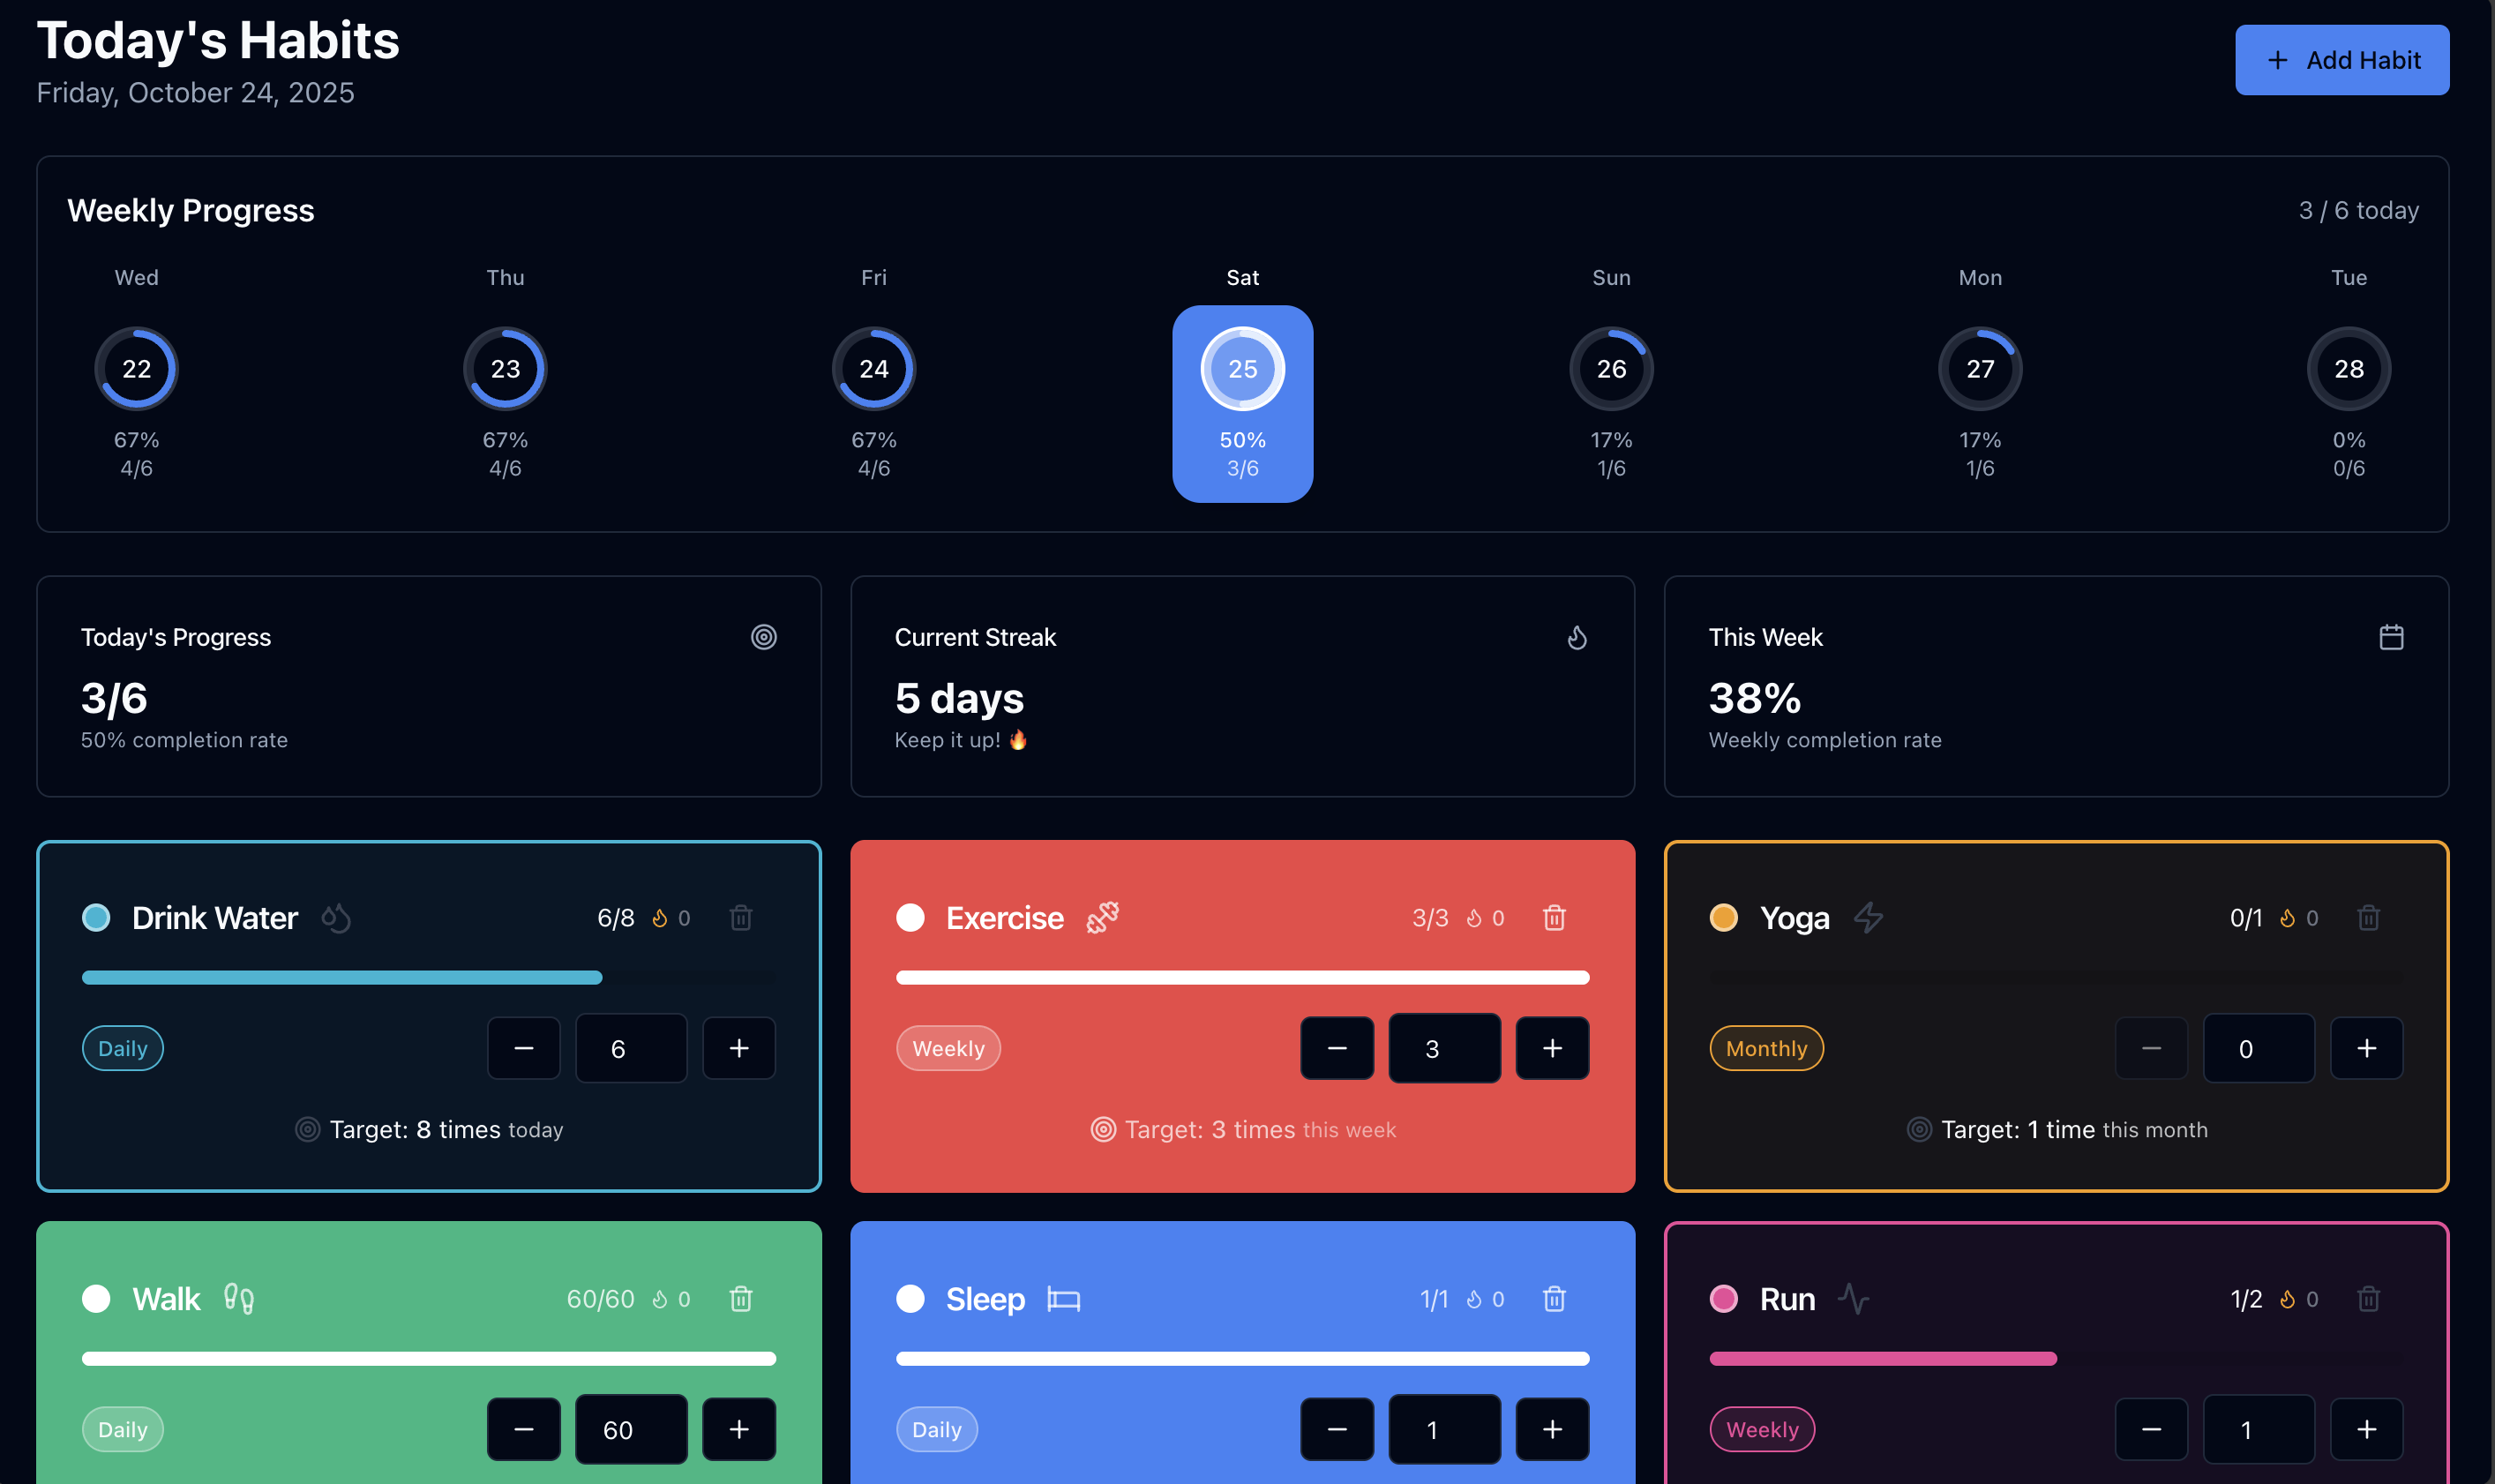 Today's Habits
Friday, October 24, 2025
+ Add Habit
Weekly Progress
3 / 6 today
Wed Thu Fri Sat Sun Mon Tue
22 23 24 25 26 27 28
67% 67% 67% 50% 17% 17% 0%
4/6 4/6 4/6 3/6 1/6 1/6 0/6
Today's Progress
3/6
50% completion rate
Current Streak
5 days
Keep it up! 🔥
This Week
38%
Weekly completion rate
Drink Water 6/8 0
Daily − 6 +
Target: 8 times today
Exercise 3/3 0
Weekly − 3 +
Target: 3 times this week
Yoga 0/1 0
Monthly − 0 +
Target: 1 time this month
Walk 60/60 0
Daily − 60 +
Sleep 1/1 0
Daily − 1 +
Run 1/2 0
Weekly − 1 +